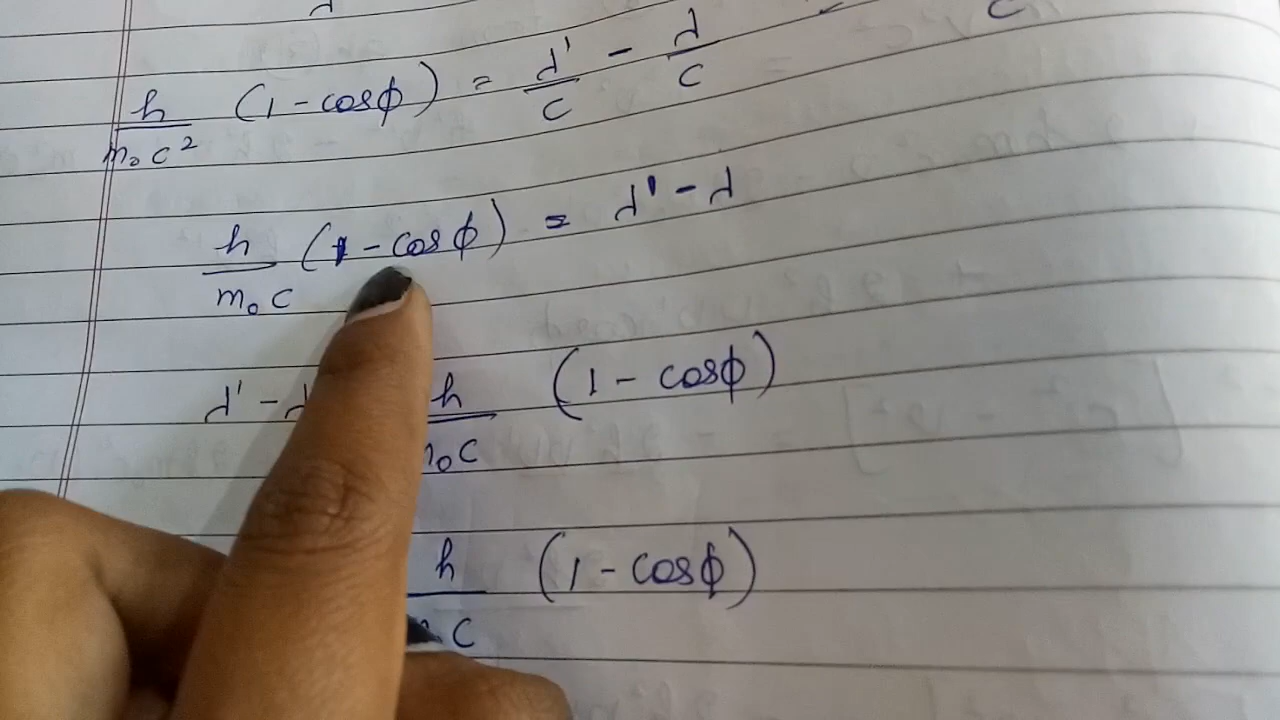 h/m₀c² (1 - cosϕ) = λ'/c - λ/c
h/m₀c (1 - cosϕ) = λ' - λ
λ' - λ h/m₀c (1 - cosϕ)
h/ c (1 - cosϕ)